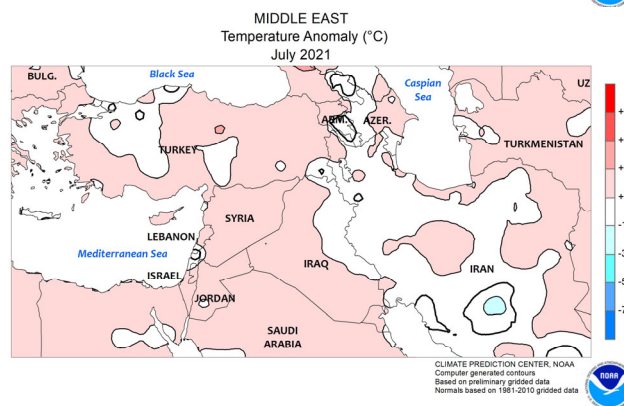 MIDDLE EAST
Temperature Anomaly (°C)
July 2021
BULG.
Black Sea
Caspian
Sea
UZ
ARM.
AZER.
TURKEY
TURKMENISTAN
SYRIA
LEBANON
Mediterranean Sea
IRAQ
IRAN
ISRAEL
JORDAN
SAUDI
ARABIA
CLIMATE PREDICTION CENTER, NOAA
Computer generated contours
Based on preliminary gridded data
Normals based on 1981-2010 gridded data
NOAA